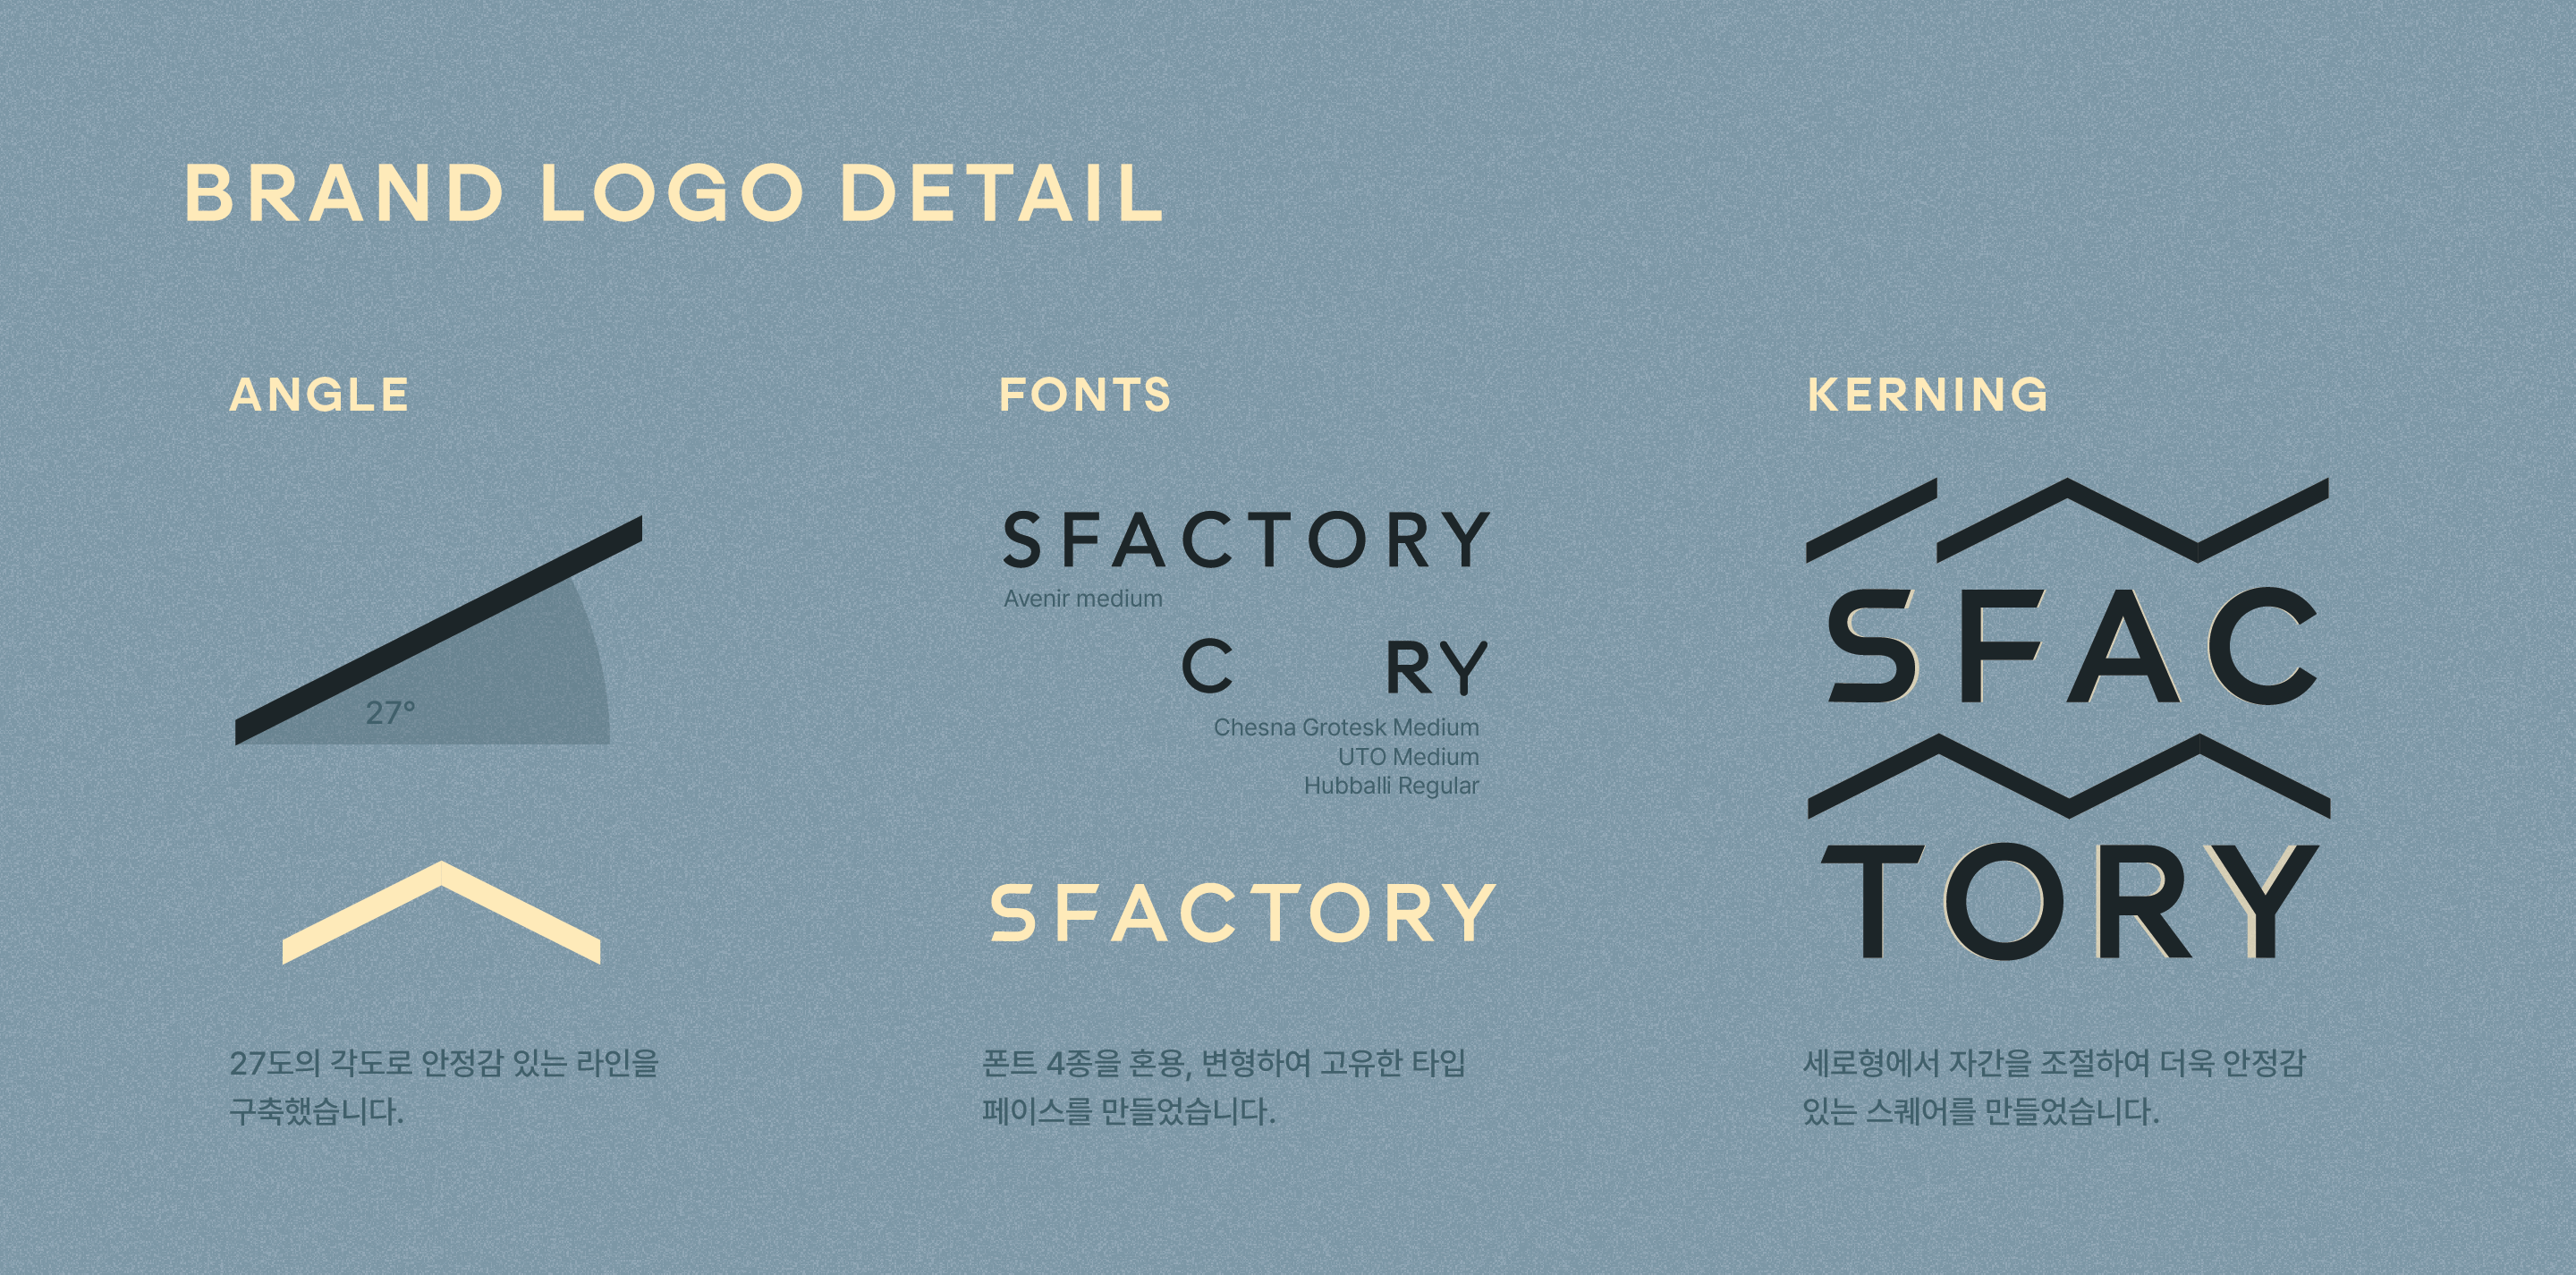 BRAND LOGO DETAIL
ANGLE
27°
27도의 각도로 안정감 있는 라인을
구축했습니다.
FONTS
SFACTORY
Avenir medium
C RY
Chesna Grotesk Medium
UTO Medium
Hubballi Regular
SFACTORY
폰트 4종을 혼용, 변형하여 고유한 타입
페이스를 만들었습니다.
KERNING
SFAC
TORY
세로형에서 자간을 조절하여 더욱 안정감
있는 스퀘어를 만들었습니다.